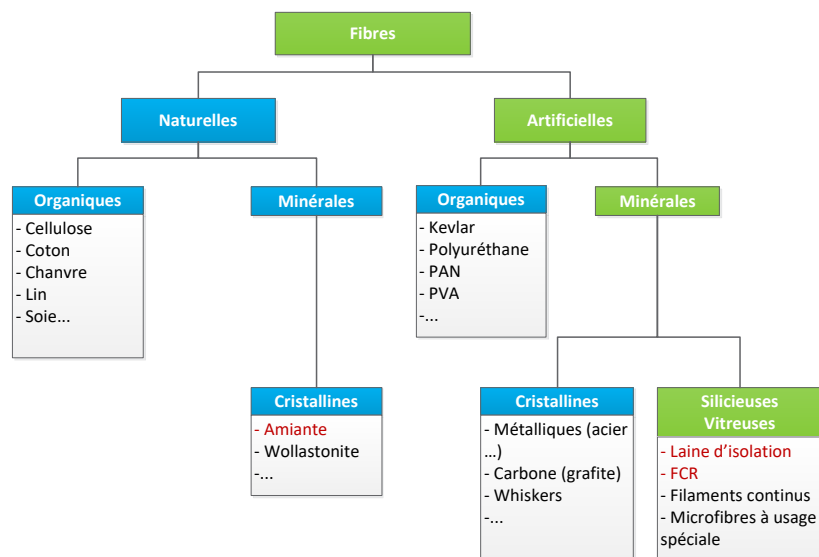 Fibres
Naturelles
Artificielles
Organiques
- Cellulose
- Coton
- Chanvre
- Lin
- Soie...
Minérales
Organiques
- Kevlar
- Polyuréthane
- PAN
- PVA
-...
Minérales
Cristallines
- Amiante
- Wollastonite
-...
Cristallines
- Métalliques (acier
...)
- Carbone (grafite)
- Whiskers
-...
Silicieuses
Vitreuses
- Laine d'isolation
- FCR
- Filaments continus
- Microfibres à usage
spéciale